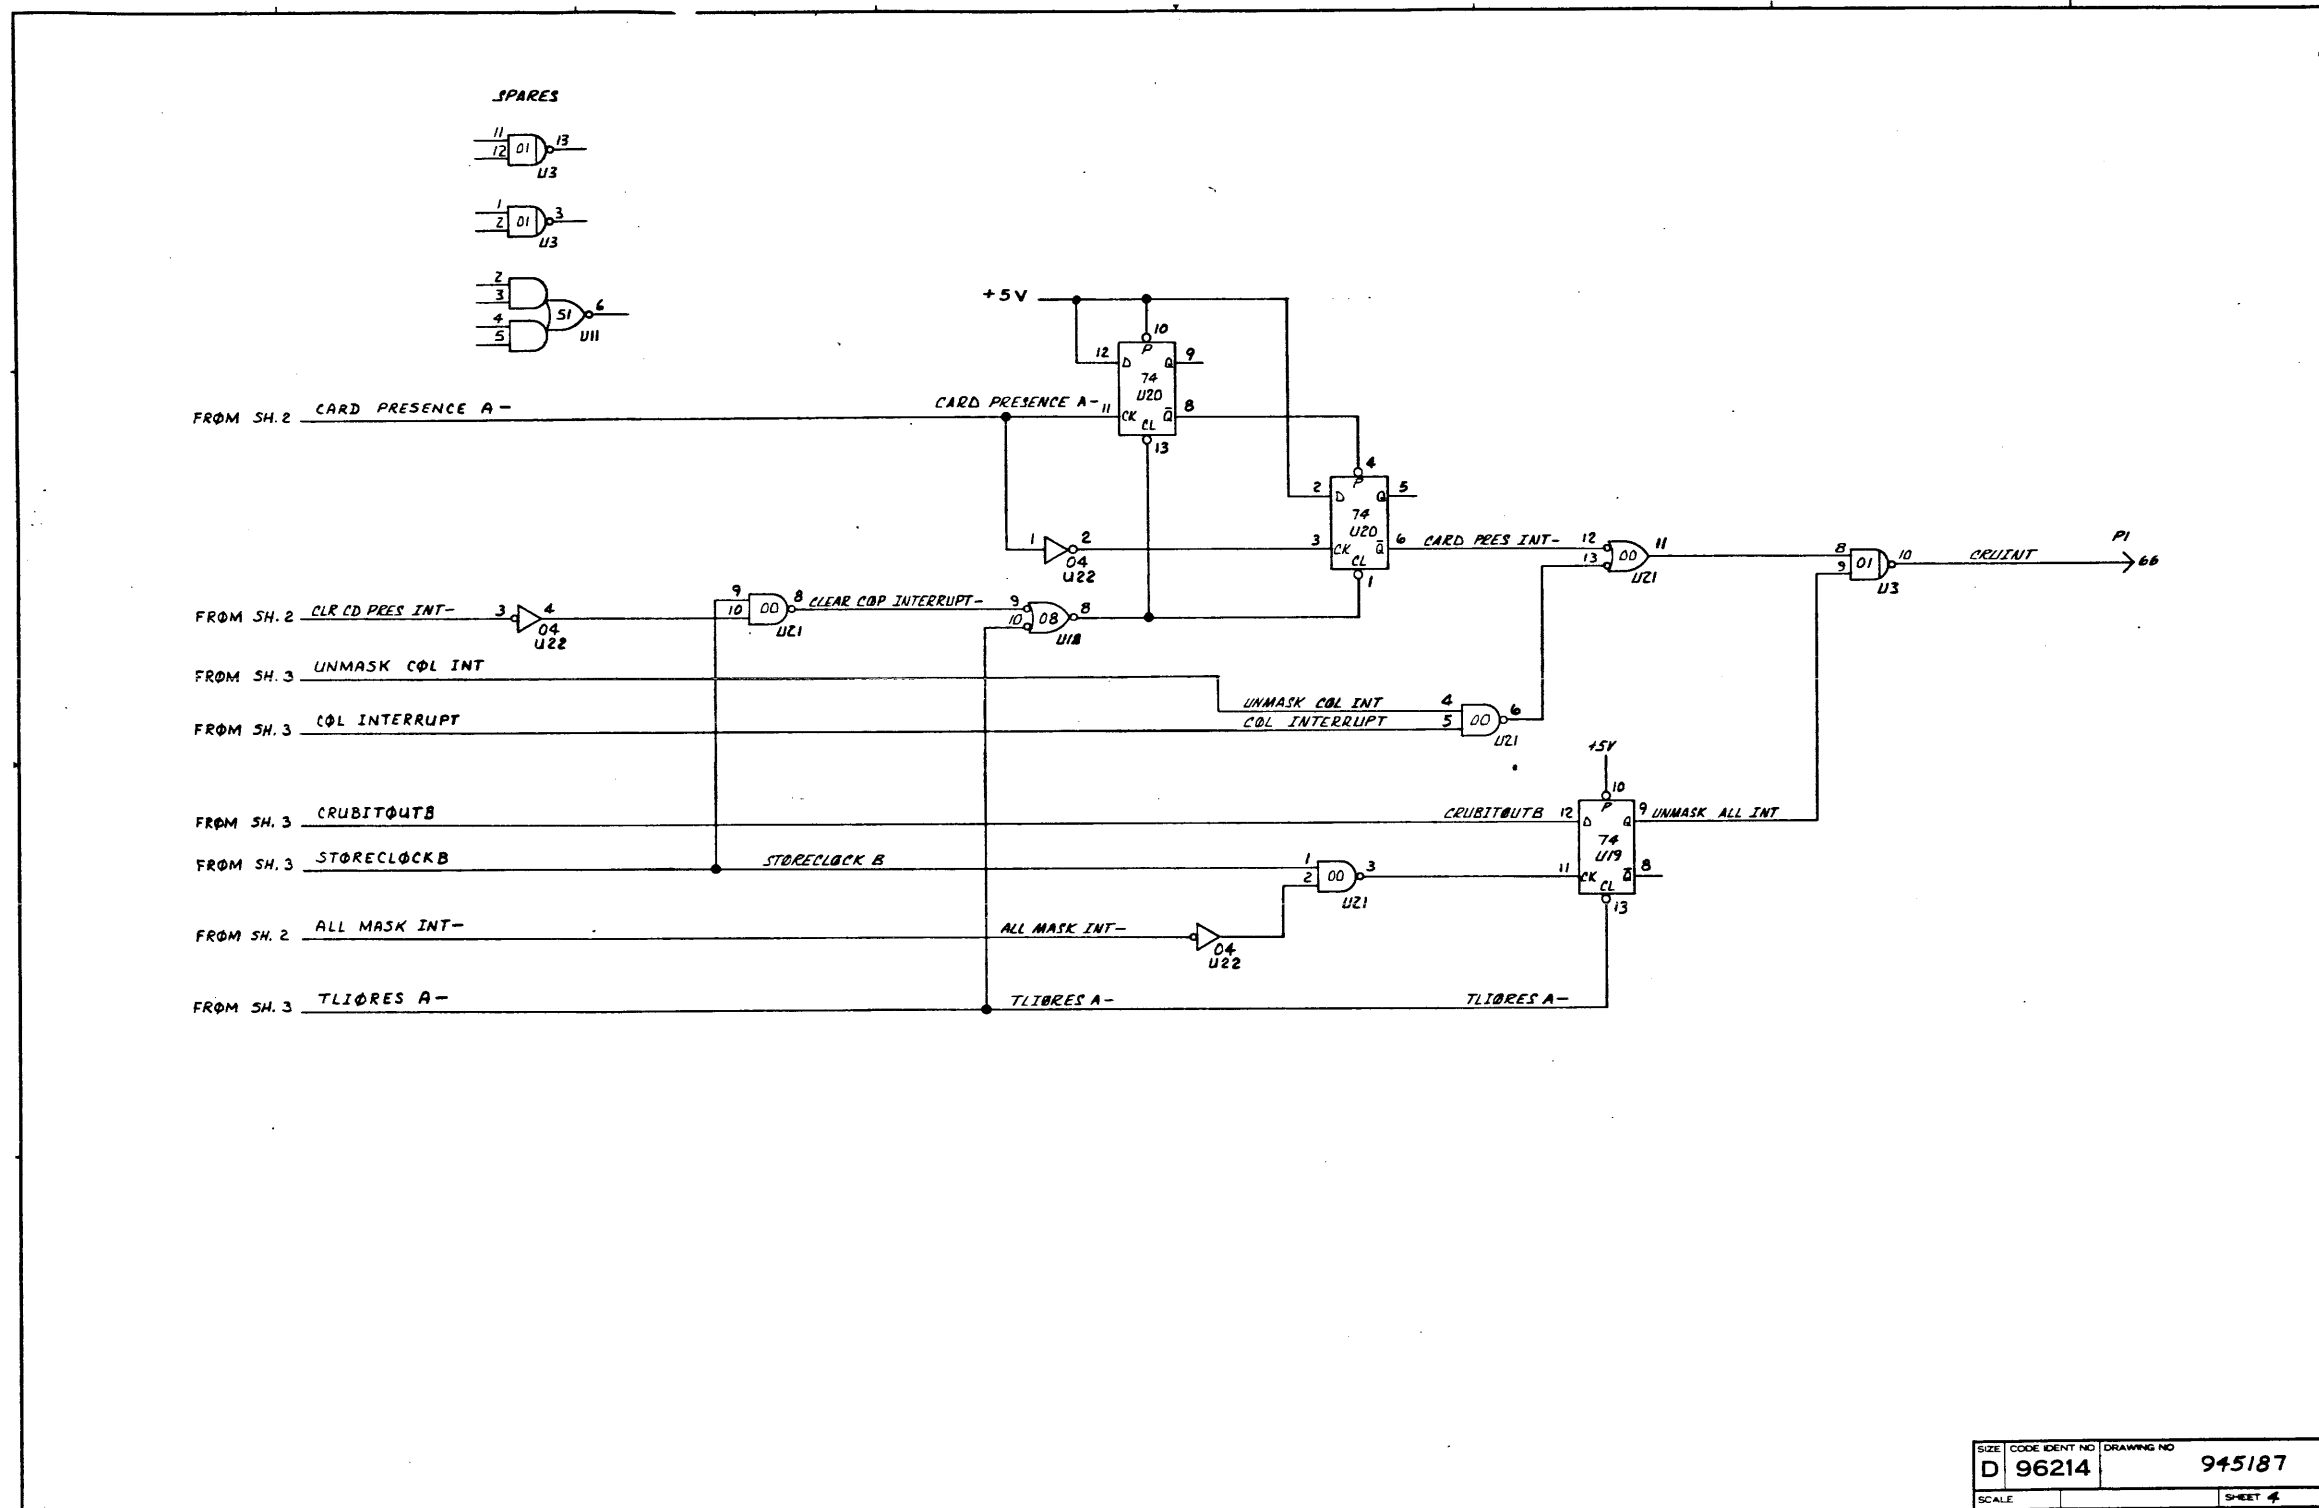 SPARES
11
12 01 13
U3
1
2 01 3
U3
2
3
4
5 51 6
U11
+5V
10
12 D P Q 9
74
U20
FRØM SH.2 CARD PRESENCE A-
CARD PRESENCE A- 11 CK CL Q̄ 8
13
4
2 D P Q 5
74
U20
1 2
04
U22
3 CK CL Q̄ 6 CARD PRES INT- 12
1
13 00 11
U21
8
9 01 10 CRUINT
U3
P1
66
FRØM SH.2 CLR CD PRES INT- 3 4
04
U22
9
10 00 8 CLEAR CØP INTERRUPT- 9
U21
10 08 8
U18
FRØM SH.3 UNMASK CØL INT
UNMASK CØL INT 4
FRØM SH.3 CØL INTERRUPT
CØL INTERRUPT 5 00 6
U21
+5V
10
FRØM SH.3 CRUBITØUTB
CRUBITØUTB 12 D P Q 9 UNMASK ALL INT
74
U19
FRØM SH.3 STØRECLØCKB
STØRECLØCK B 1
2 00 3
U21
11 CK CL Q̄ 8
13
FRØM SH. 2 ALL MASK INT-
ALL MASK INT-
04
U22
FRØM SH. 3 TLIØRES A-
TLIØRES A-
TLIØRES A-
SIZE CODE IDENT NO DRAWING NO
D 96214 945187
SCALE SHEET 4